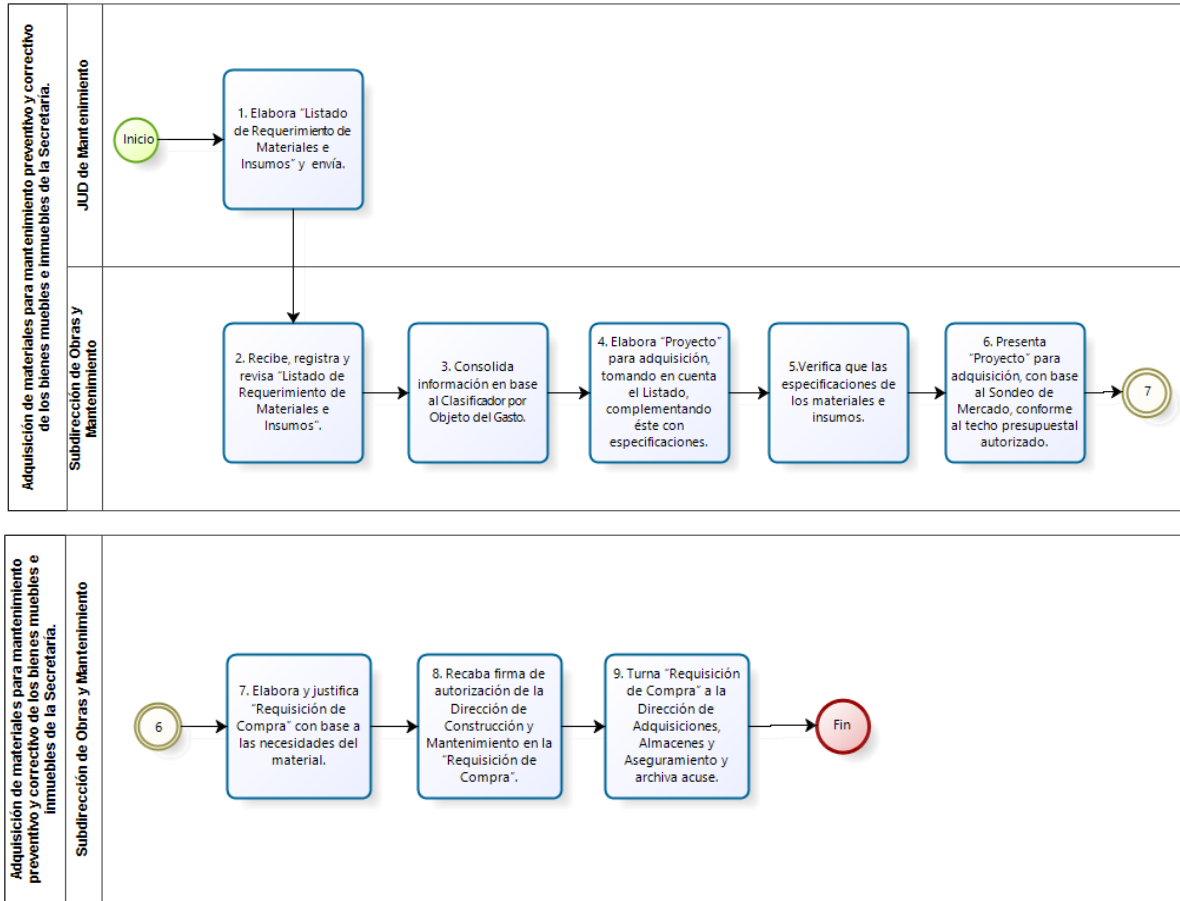 Adquisición de materiales para mantenimiento preventivo y correctivo
de los bienes muebles e inmuebles de la Secretaría.
JUD de Mantenimiento
Inicio
1. Elabora “Listado
de Requerimiento de
Materiales e
Insumos” y envía.
Subdirección de Obras y
Mantenimiento
2. Recibe, registra y
revisa “Listado de
Requerimiento de
Materiales e
Insumos”.
3. Consolida
información en base
al Clasificador por
Objeto del Gasto.
4. Elabora “Proyecto”
para adquisición,
tomando en cuenta
el Listado,
complementando
éste con
especificaciones.
5.Verifica que las
especificaciones de
los materiales e
insumos.
6. Presenta
“Proyecto” para
adquisición, con base
al Sondeo de
Mercado, conforme
al techo presupuestal
autorizado.
7
Adquisición de materiales para mantenimiento
preventivo y correctivo de los bienes muebles e
inmuebles de la Secretaría.
Subdirección de Obras y Mantenimiento
6
7. Elabora y justifica
“Requisición de
Compra” con base a
las necesidades del
material.
8. Recaba firma de
autorización de la
Dirección de
Construcción y
Mantenimiento en la
“Requisición de
Compra”.
9. Turna “Requisición
de Compra” a la
Dirección de
Adquisiciones,
Almacenes y
Aseguramiento y
archiva acuse.
Fin